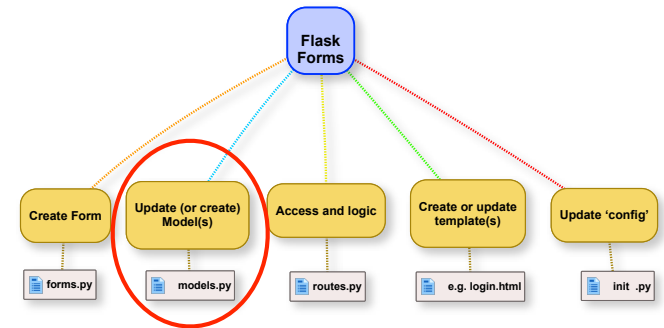 Flask
Forms
Create Form
Update (or create)
Model(s)
Access and logic
Create or update
template(s)
Update ‘config’
forms.py
models.py
routes.py
e.g. login.html
init .py